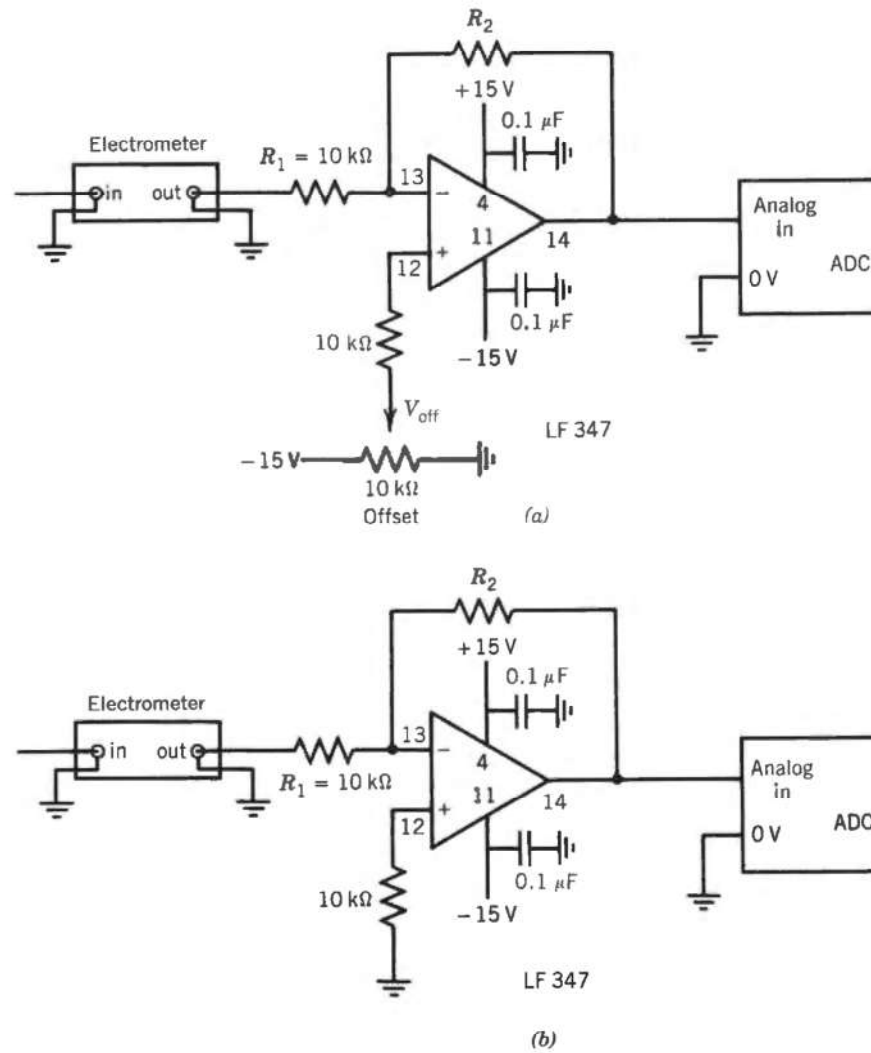 R₂
+15 V
0.1 μF
Electrometer
R₁ = 10 kΩ
in out
13
−
4
11
14
12
+
0.1 μF
−15 V
10 kΩ
V_off
−15 V
10 kΩ
Offset
LF 347
Analog
in
0 V
ADC
(a)
R₂
+15 V
0.1 μF
Electrometer
R₁ = 10 kΩ
in out
13
−
4
11
14
12
+
0.1 μF
−15 V
10 kΩ
LF 347
Analog
in
0 V
ADC
(b)